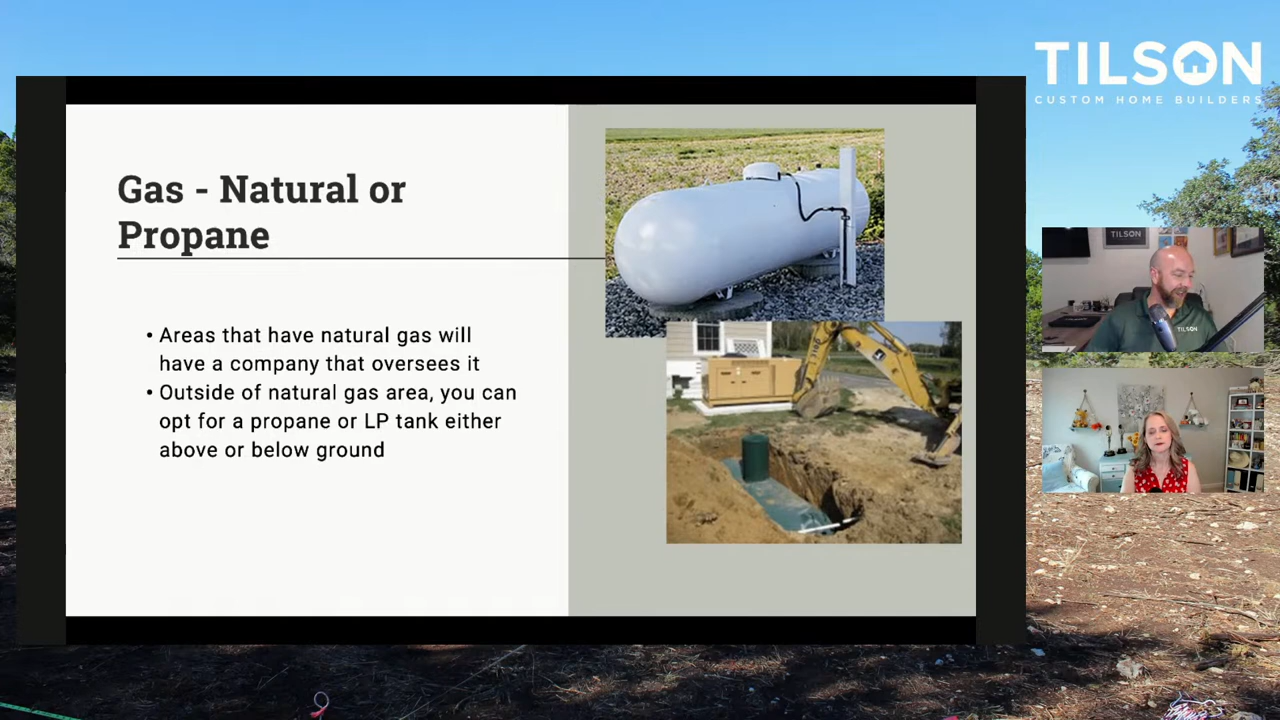 TILSON
CUSTOM HOME BUILDERS
Gas - Natural or
Propane
• Areas that have natural gas will
have a company that oversees it
• Outside of natural gas area, you can
opt for a propane or LP tank either
above or below ground
TILSON
TILSON